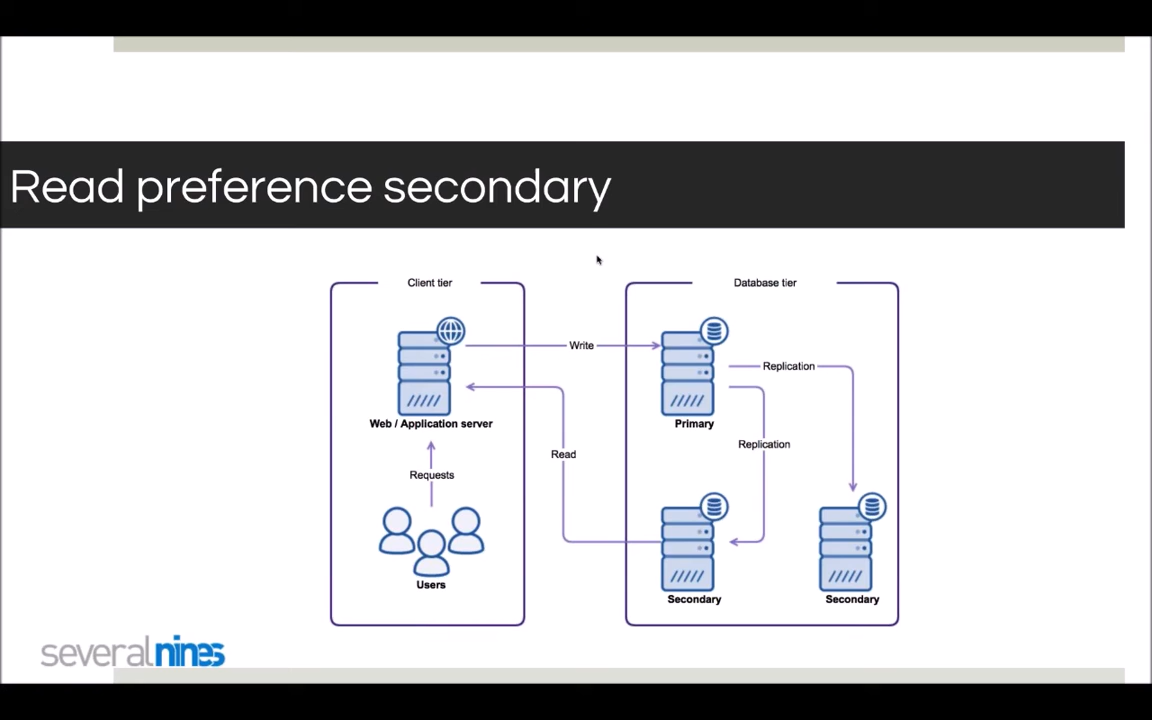 Read preference secondary
Client tier
Database tier
Write
Replication
Web / Application server
Primary
Replication
Read
Requests
Users
Secondary
Secondary
severalnines